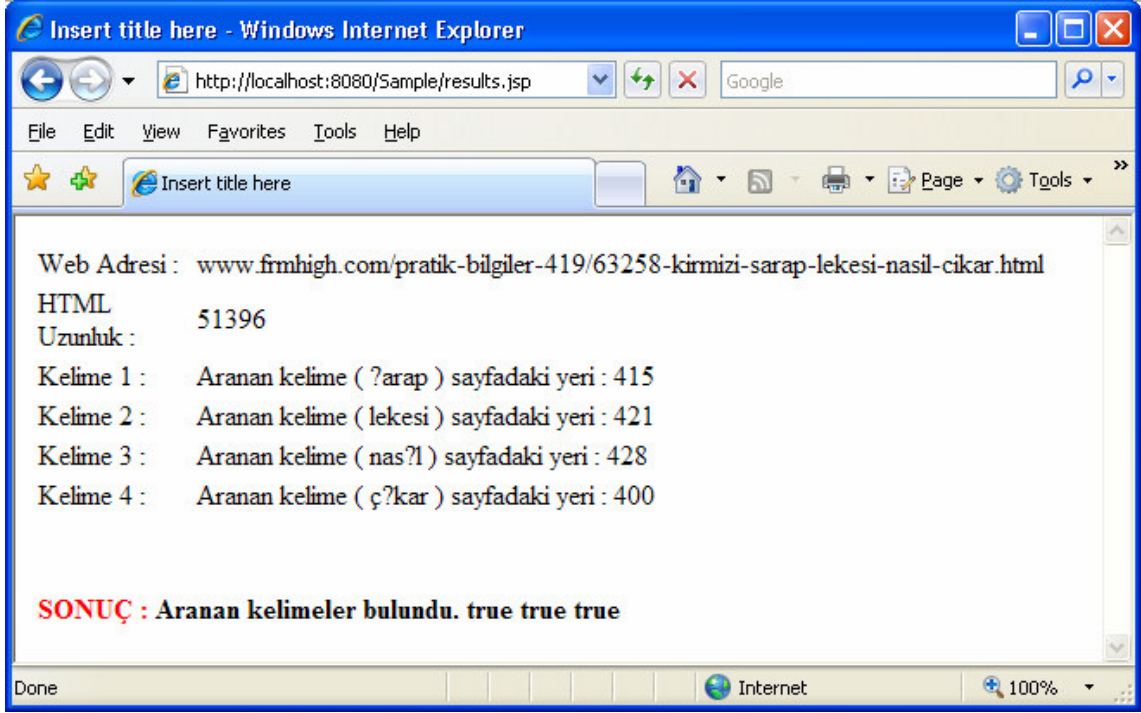 Insert title here - Windows Internet Explorer
http://localhost:8080/Sample/results.jsp
Google
File Edit View Favorites Tools Help
Insert title here
Page Tools
Web Adresi : www.frmhigh.com/pratik-bilgiler-419/63258-kirmizi-sarap-lekesi-nasil-cikar.html
HTML
Uzunluk : 51396
Kelime 1 : Aranan kelime ( ?arap ) sayfadaki yeri : 415
Kelime 2 : Aranan kelime ( lekesi ) sayfadaki yeri : 421
Kelime 3 : Aranan kelime ( nas?l ) sayfadaki yeri : 428
Kelime 4 : Aranan kelime ( ç?kar ) sayfadaki yeri : 400
SONUÇ : Aranan kelimeler bulundu. true true true
Done Internet 100%